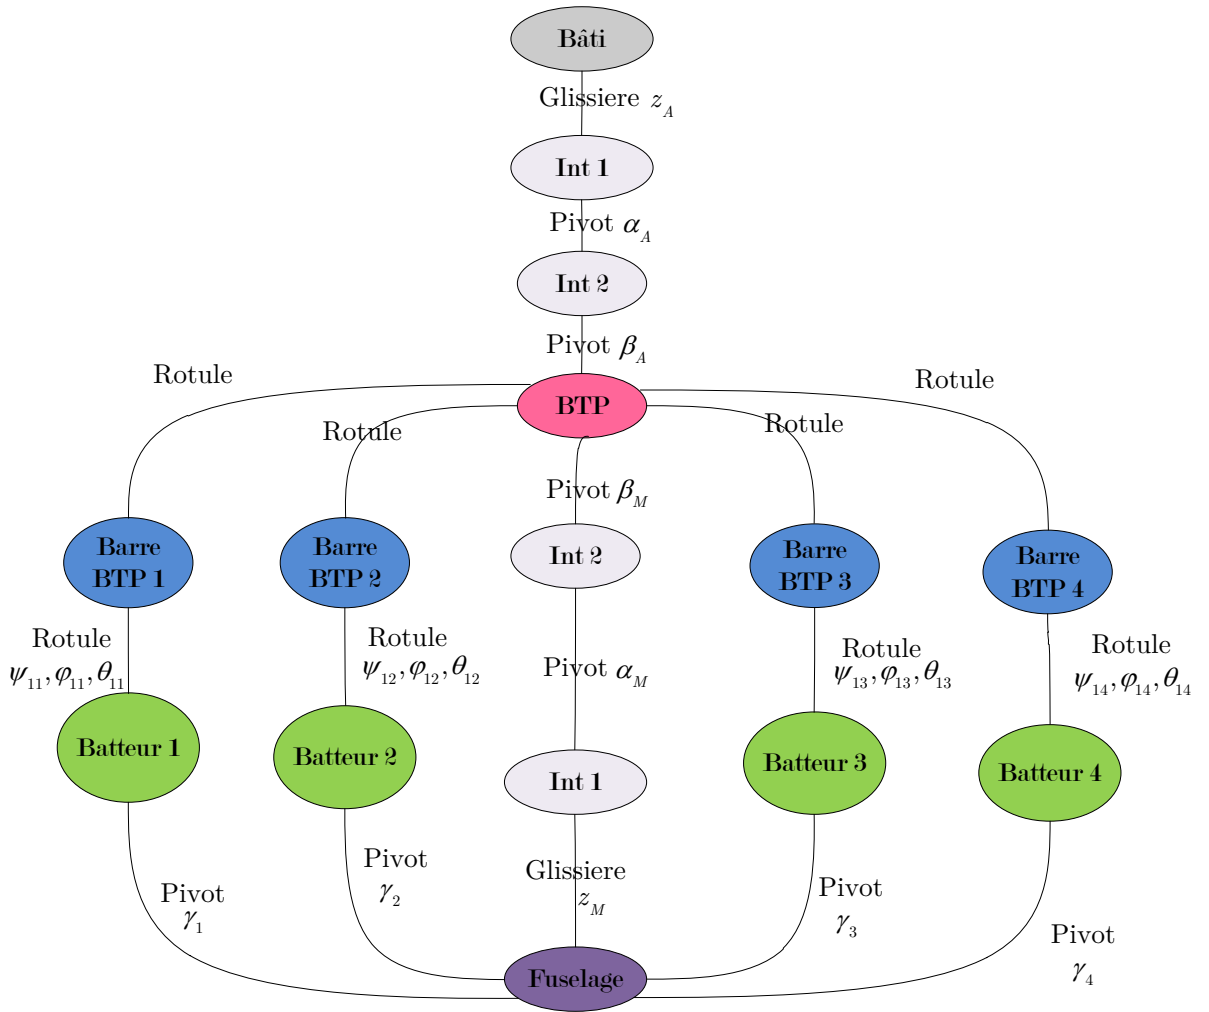 Bâti
Glissiere z_A
Int 1
Pivot α_A
Int 2
Pivot β_A
Rotule
Rotule
BTP
Rotule
Rotule
Pivot β_M
Barre
BTP 1
Barre
BTP 2
Int 2
Barre
BTP 3
Barre
BTP 4
Rotule
ψ_11, φ_11, θ_11
Rotule
ψ_12, φ_12, θ_12
Pivot α_M
Rotule
ψ_13, φ_13, θ_13
Rotule
ψ_14, φ_14, θ_14
Batteur 1
Batteur 2
Int 1
Batteur 3
Batteur 4
Pivot
γ_1
Pivot
γ_2
Glissiere
z_M
Pivot
γ_3
Pivot
γ_4
Fuselage